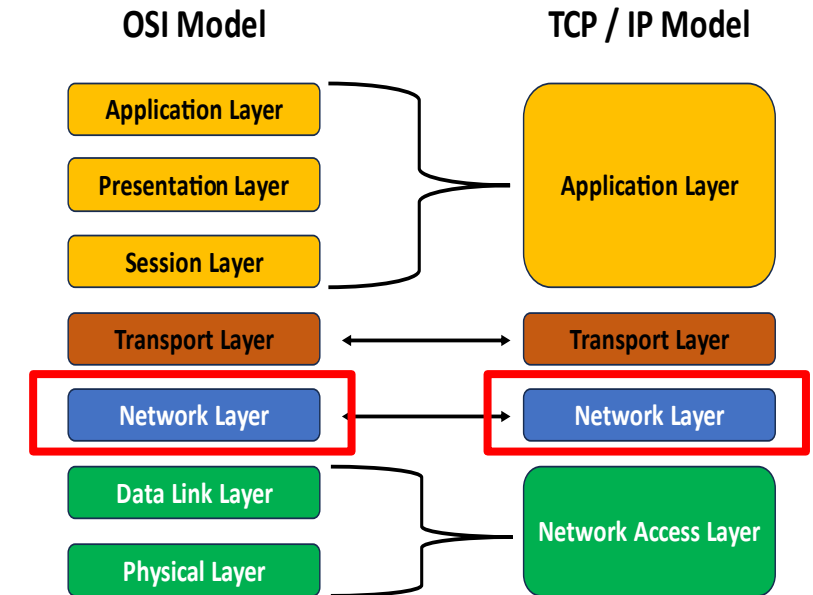 OSI Model
TCP / IP Model
Application Layer
Presentation Layer
Session Layer
Application Layer
Transport Layer
Transport Layer
Network Layer
Network Layer
Data Link Layer
Physical Layer
Network Access Layer